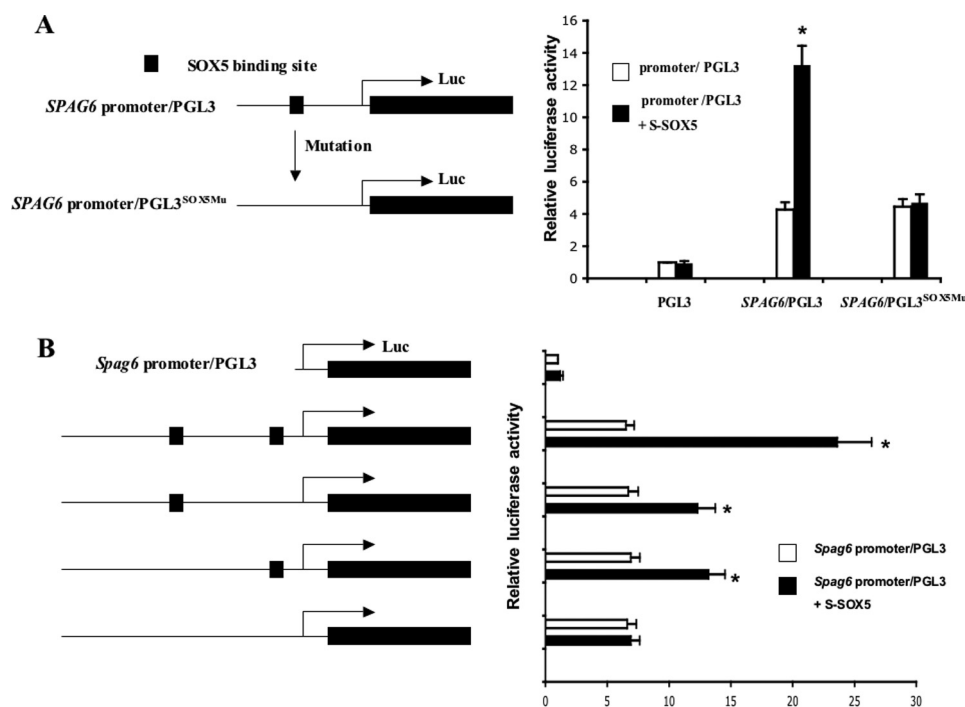 A
SOX5 binding site
Luc
SPAG6 promoter/PGL3
Mutation
Luc
SPAG6 promoter/PGL3SOX5Mu
Relative luciferase activity
16
14
12
10
8
6
4
2
0
*
promoter/ PGL3
promoter /PGL3
+ S-SOX5
PGL3
SPAG6/PGL3
SPAG6/PGL3SOX5Mu
B
Spag6 promoter/PGL3
Luc
Relative luciferase activity
*
*
*
Spag6 promoter/PGL3
Spag6 promoter/PGL3
+ S-SOX5
0
5
10
15
20
25
30